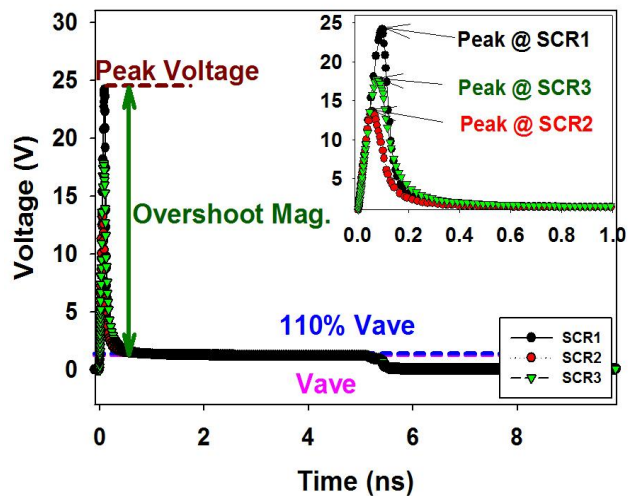 30
25
20
15
10
5
0
Voltage (V)
Peak Voltage
Overshoot Mag.
110% Vave
Vave
0
2
4
6
8
Time (ns)
25
20
15
10
5
0.0
0.2
0.4
0.6
0.8
1.0
Peak @ SCR1
Peak @ SCR3
Peak @ SCR2
SCR1
SCR2
SCR3